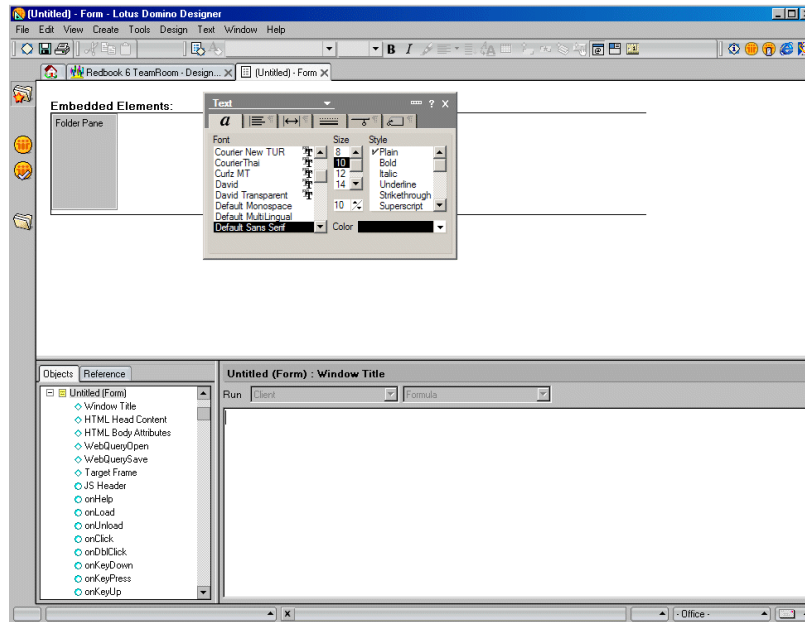 (Untitled) - Form - Lotus Domino Designer
File Edit View Create Tools Design Text Window Help
B I
Redbook 6 TeamRoom - Design... (Untitled) - Form
Embedded Elements:
Folder Pane
Text ? X
a
Font Size Style
Courier New TUR 8 Plain
CourierThai 10 Bold
Curlz MT 12 Italic
David 14 Underline
David Transparent Strikethrough
Default Monospace 10 Superscript
Default MultiLingual
Default Sans Serif Color
Objects Reference
Untitled (Form) : Window Title
Untitled (Form)
Run Client Formula
Window Title
HTML Head Content
HTML Body Attributes
WebQueryOpen
WebQuerySave
Target Frame
JS Header
onHelp
onLoad
onUnload
onClick
onDblClick
onKeyDown
onKeyPress
onKeyUp
- Office -